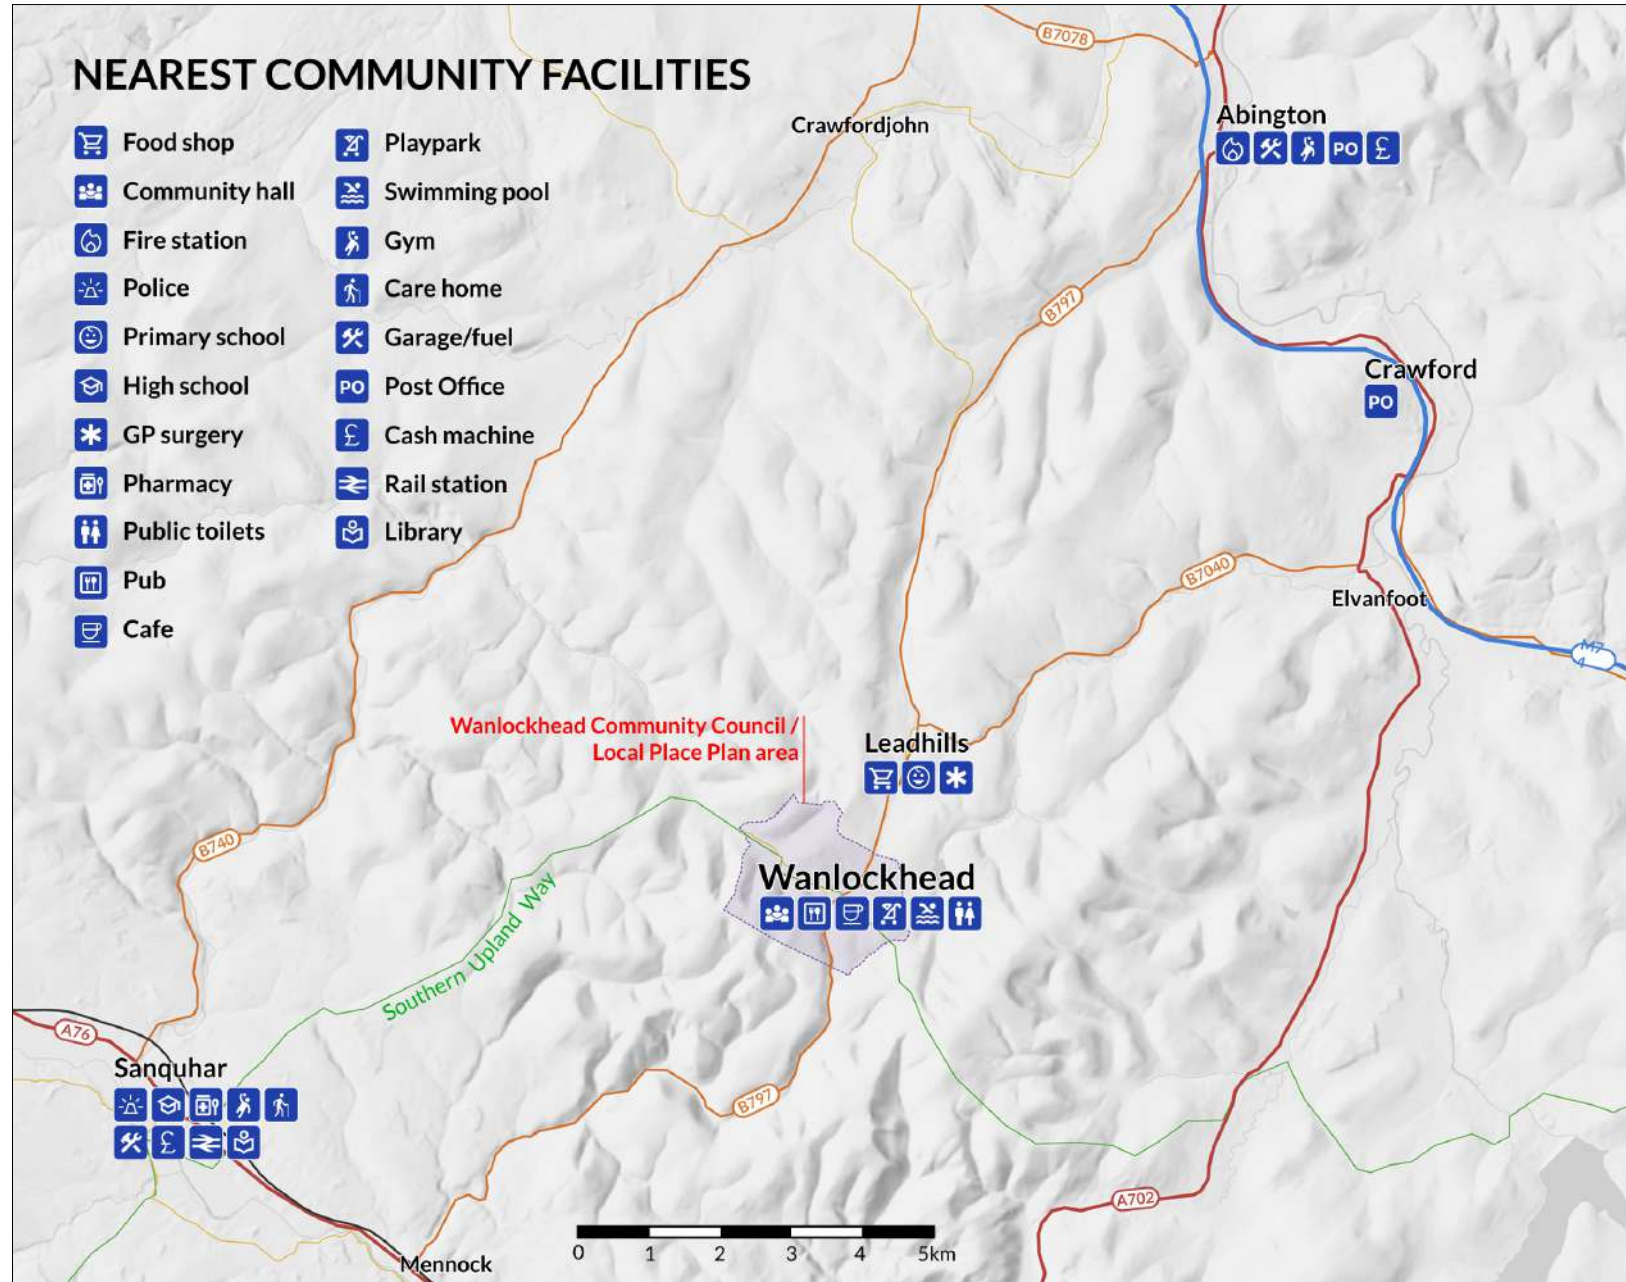 NEAREST COMMUNITY FACILITIES
Food shop
Community hall
Fire station
Police
Primary school
High school
GP surgery
Pharmacy
Public toilets
Pub
Cafe
Playpark
Swimming pool
Gym
Care home
Garage/fuel
PO Post Office
£ Cash machine
Rail station
Library
B7078
Crawfordjohn
Abington
PO £
B797
Crawford
PO
B7040
Elvanfoot
M7
4
Wanlockhead Community Council /
Local Place Plan area
Leadhills
B740
Wanlockhead
Southern Upland Way
A76
Sanquhar
£
B797
A702
Mennock
0 1 2 3 4 5km